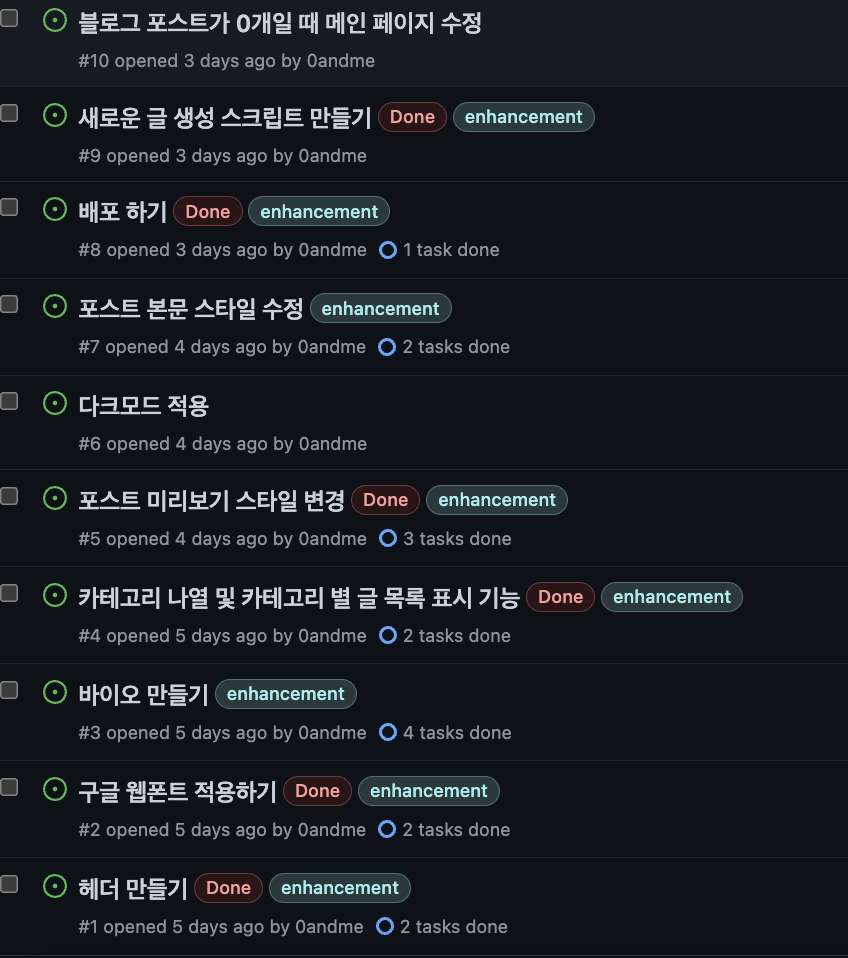 블로그 포스트가 0개일 때 메인 페이지 수정
#10 opened 3 days ago by 0andme
새로운 글 생성 스크립트 만들기 Done enhancement
#9 opened 3 days ago by 0andme
배포 하기 Done enhancement
#8 opened 3 days ago by 0andme 1 task done
포스트 본문 스타일 수정 enhancement
#7 opened 4 days ago by 0andme 2 tasks done
다크모드 적용
#6 opened 4 days ago by 0andme
포스트 미리보기 스타일 변경 Done enhancement
#5 opened 4 days ago by 0andme 3 tasks done
카테고리 나열 및 카테고리 별 글 목록 표시 기능 Done enhancement
#4 opened 5 days ago by 0andme 2 tasks done
바이오 만들기 enhancement
#3 opened 5 days ago by 0andme 4 tasks done
구글 웹폰트 적용하기 Done enhancement
#2 opened 5 days ago by 0andme 2 tasks done
헤더 만들기 Done enhancement
#1 opened 5 days ago by 0andme 2 tasks done